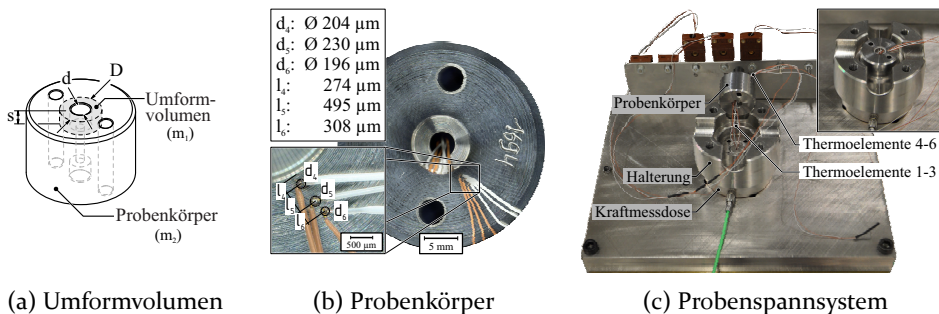 d
D
s
Umform-
volumen
(m₁)
Probenkörper
(m₂)
(a) Umformvolumen
d₄: Ø 204 µm
d₅: Ø 230 µm
d₆: Ø 196 µm
l₄: 274 µm
l₅: 495 µm
l₆: 308 µm
1664
d₄
l₄
d₅
l₅
d₆
l₆
500 µm
5 mm
(b) Probenkörper
Probenkörper
Thermoelemente 4-6
Halterung
Thermoelemente 1-3
Kraftmessdose
(c) Probenspannsystem